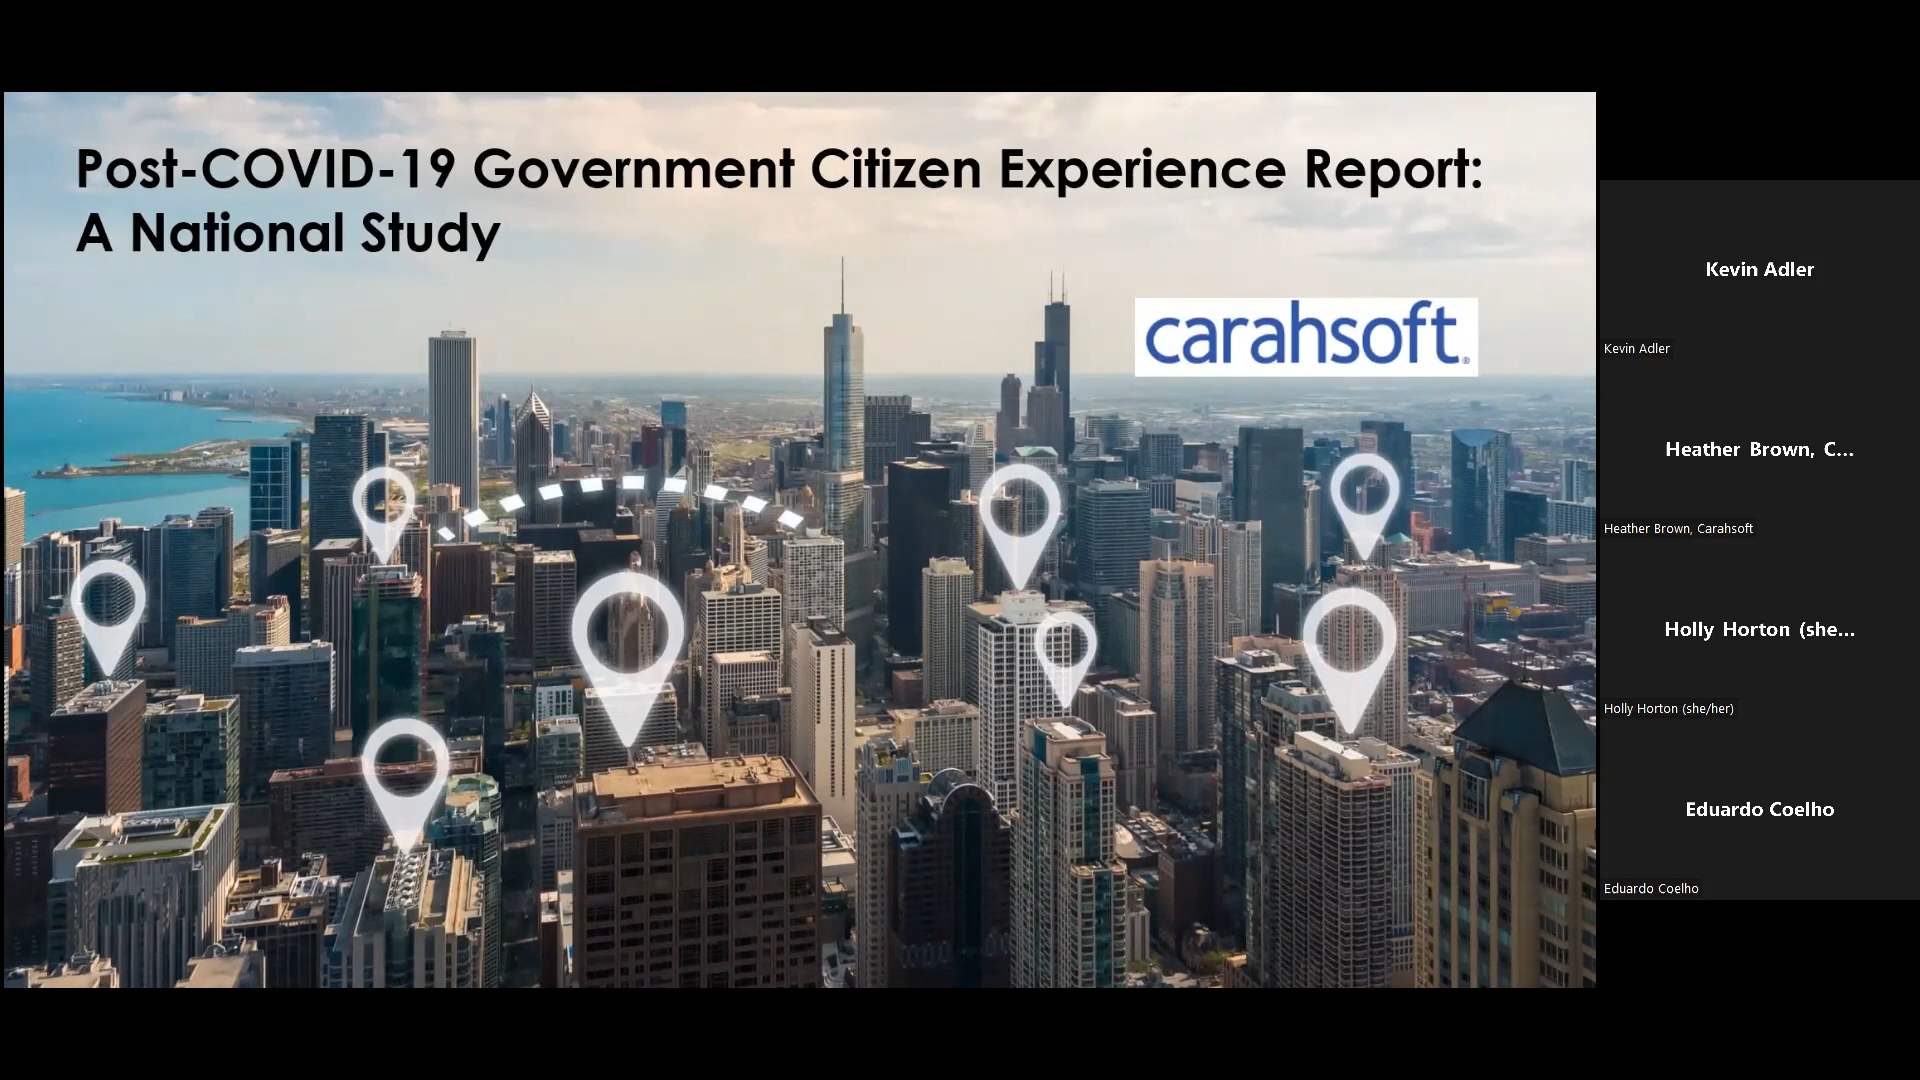 Post-COVID-19 Government Citizen Experience Report:
A National Study
carahsoft®
Kevin Adler
Kevin Adler
Heather Brown, C...
Heather Brown, Carahsoft
Holly Horton (she...
Holly Horton (she/her)
Eduardo Coelho
Eduardo Coelho